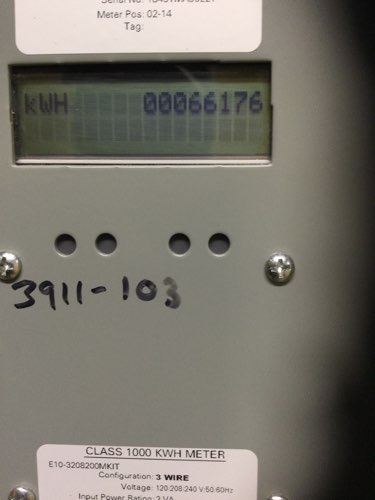 Meter Pos: 02-14
Tag:
kWH 00066176
3911-103
CLASS 1000 KWH METER
E10-3208200MKIT
Configuration: 3 WIRE
Voltage: 120:208:240 V:50:60Hz
Input Power Rating: 2 VA